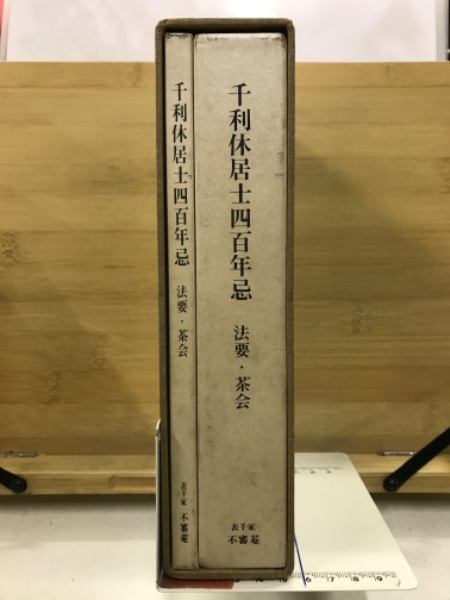 千利休居士四百年忌 法要・茶会
表千家
不審菴
千利休居士四百年忌 法要・茶会
表千家
不審菴